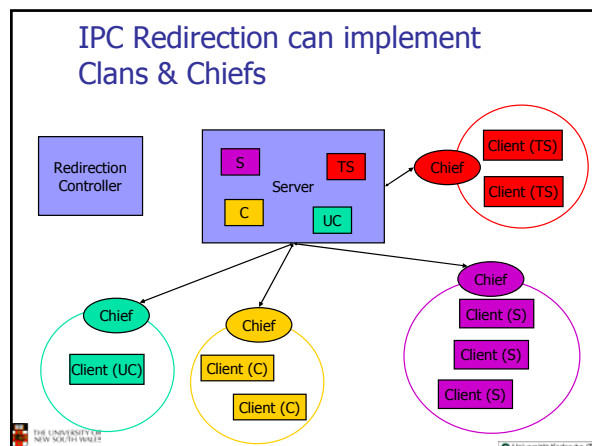 IPC Redirection can implement
Clans & Chiefs
Redirection
Controller
S
TS
Server
C
UC
Chief
Client (TS)
Client (TS)
Chief
Client (UC)
Chief
Client (C)
Client (C)
Chief
Client (S)
Client (S)
Client (S)
THE UNIVERSITY OF
NEW SOUTH WALES